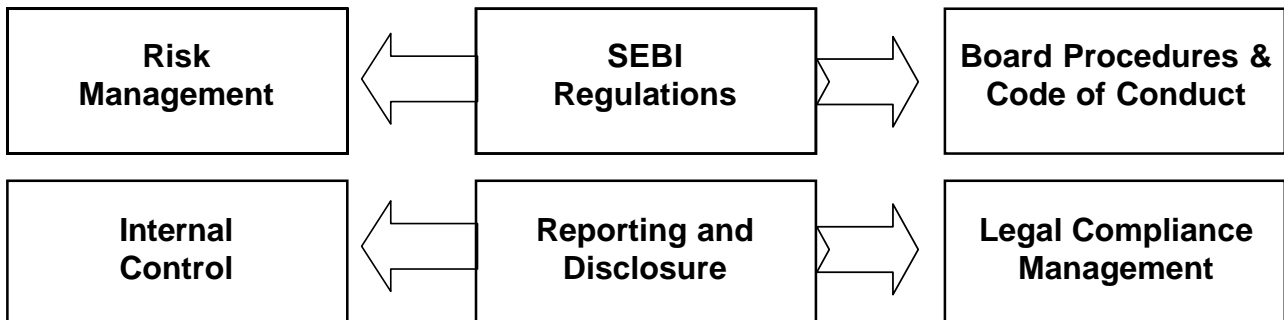 Risk
Management
SEBI
Regulations
Board Procedures &
Code of Conduct
Internal
Control
Reporting and
Disclosure
Legal Compliance
Management